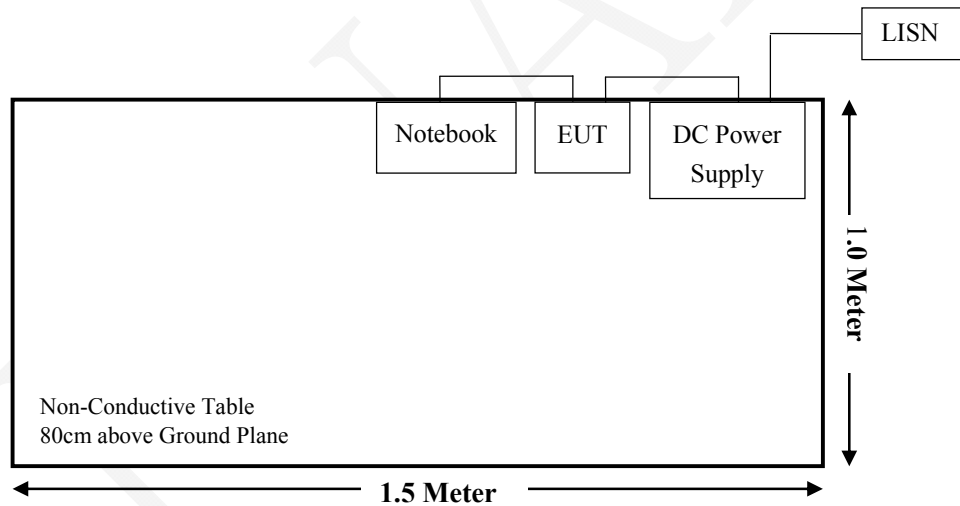 LISN
Notebook
EUT
DC Power
Supply
1.0 Meter
Non-Conductive Table
80cm above Ground Plane
1.5 Meter